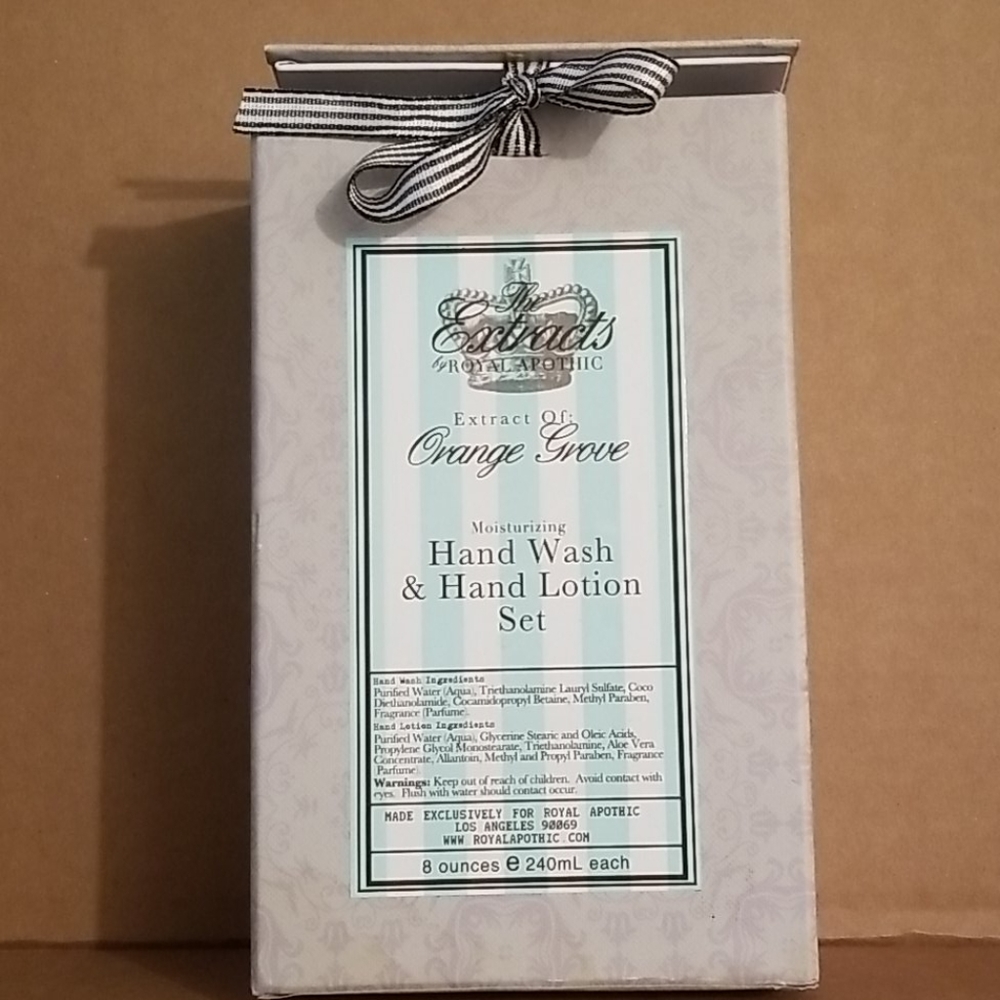 The
Extracts
by ROYAL APOTHIC
Extract Of:
Orange Grove
Moisturizing
Hand Wash
& Hand Lotion
Set
Hand Wash Ingredients
Purified Water (Aqua), Triethanolamine Lauryl Sulfate, Coco
Diethanolamide, Cocamidopropyl Betaine, Methyl Paraben,
Fragrance (Parfume).
Hand Lotion Ingredients
Purified Water (Aqua), Glycerine Stearic and Oleic Acids,
Propylene Glycol Monostearate, Triethanolamine, Aloe Vera
Concentrate, Allantoin, Methyl and Propyl Paraben, Fragrance
(Parfume)
Warnings: Keep out of reach of children. Avoid contact with
eyes. Flush with water should contact occur.
MADE EXCLUSIVELY FOR ROYAL APOTHIC
LOS ANGELES 90069
WWW ROYALAPOTHIC COM
8 ounces ℮ 240mL each